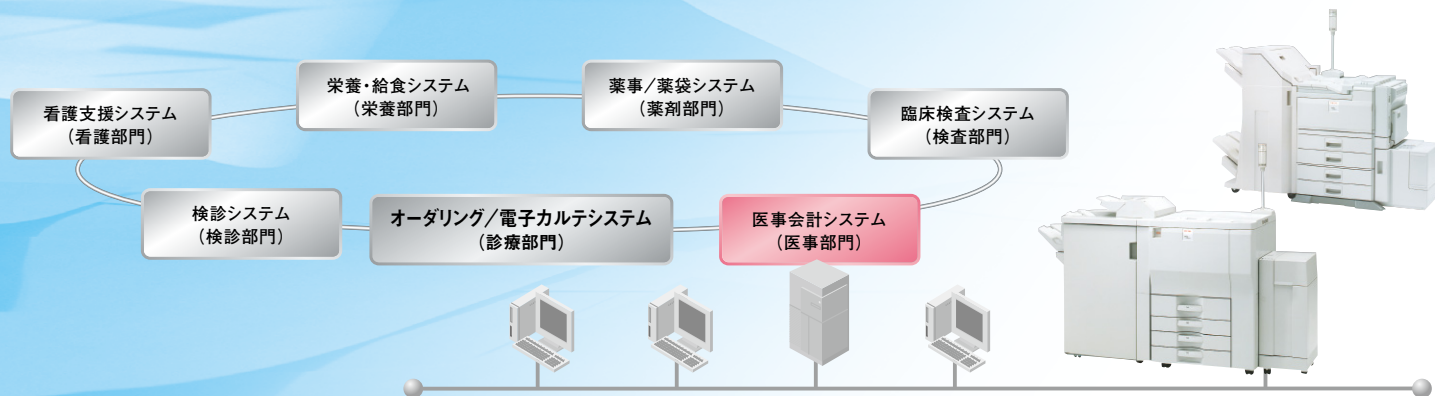 栄養・給食システム
(栄養部門)
薬事/薬袋システム
(薬剤部門)
看護支援システム
(看護部門)
臨床検査システム
(検査部門)
検診システム
(検診部門)
オーダリング/電子カルテシステム
(診療部門)
医事会計システム
(医事部門)